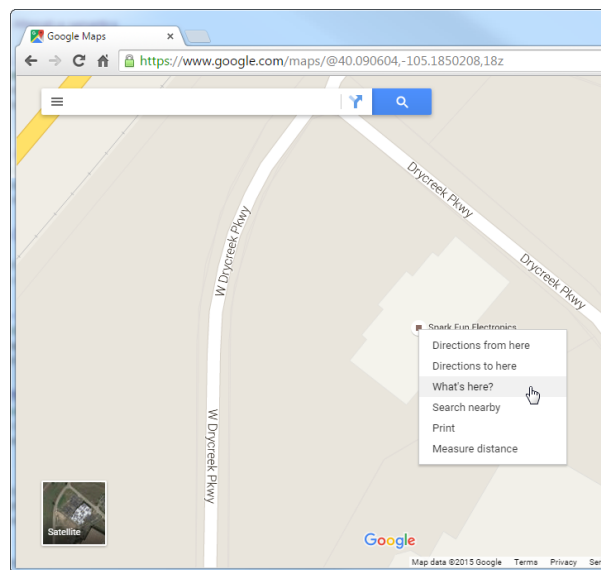 Google Maps
https://www.google.com/maps/@40.090604,-105.1850208,18z
Drycreek Pkwy
W Drycreek Pkwy
Drycreek Pkwy
Spark Fun Electronics
Directions from here
Directions to here
What's here?
Search nearby
Print
Measure distance
W Drycreek Pkwy
Satellite
Google
Map data ©2015 Google Terms Privacy